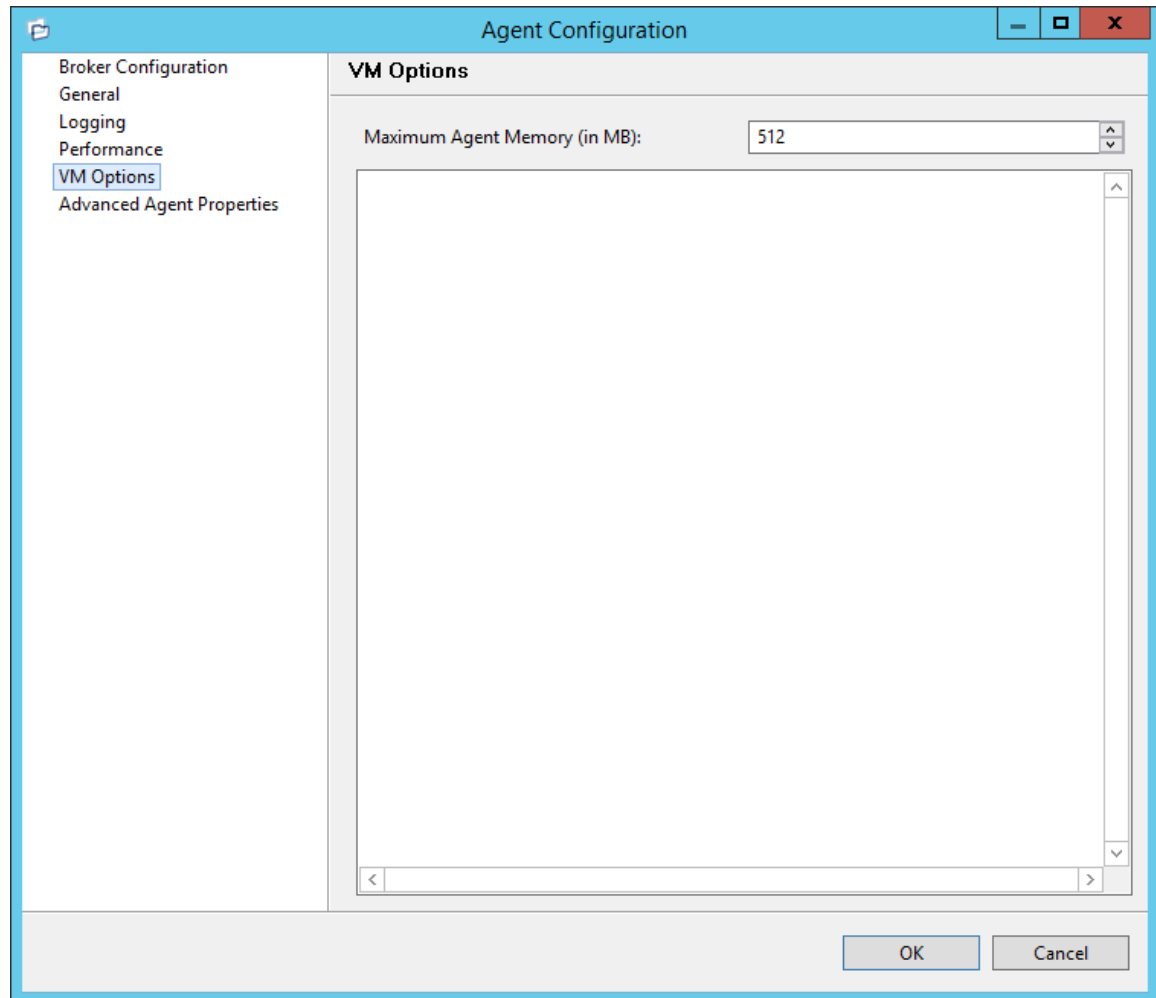 Agent Configuration
Broker Configuration
General
Logging
Performance
VM Options
Advanced Agent Properties
VM Options
Maximum Agent Memory (in MB):
512
OK
Cancel